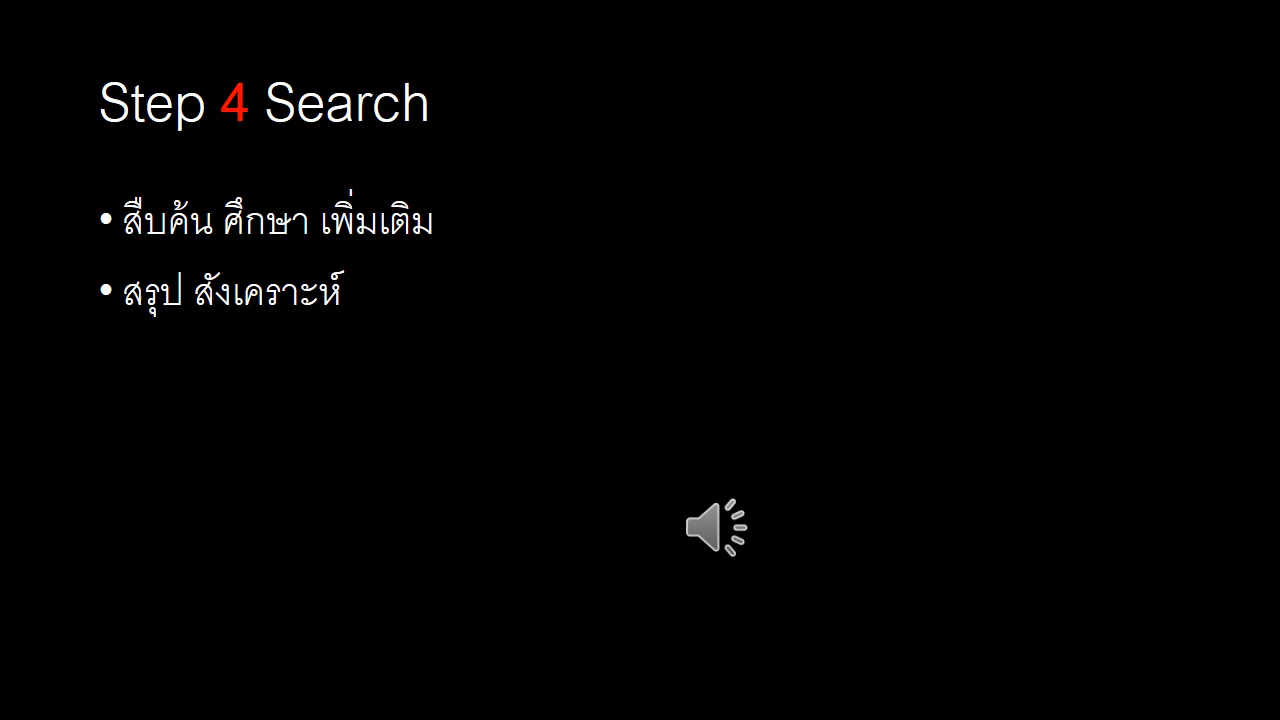 Step 4 Search
• สืบค้น ศึกษา เพิ่มเติม
• สรุป สังเคราะห์